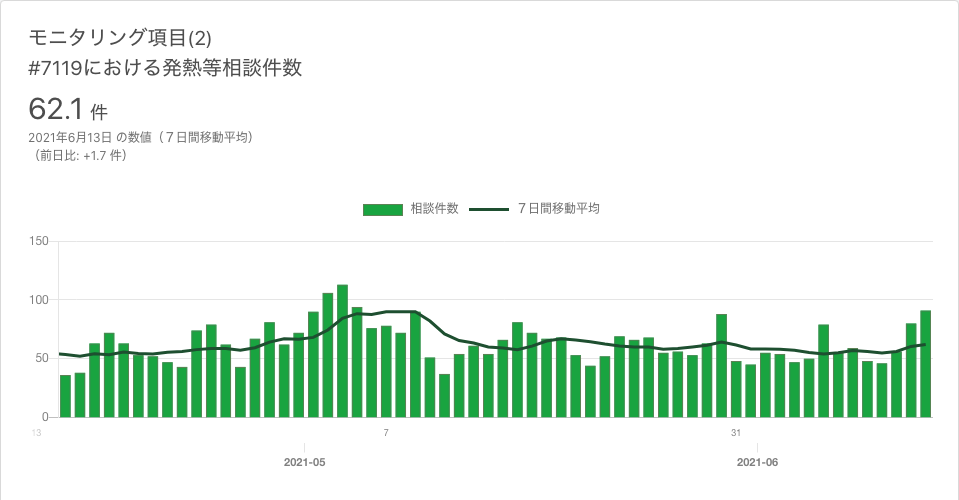 モニタリング項目(2)
#7119における発熱等相談件数
62.1 件
2021年6月13日 の数値（７日間移動平均）
（前日比: +1.7 件）
相談件数 ７日間移動平均
150
100
50
0
13 7 31
2021-05 2021-06